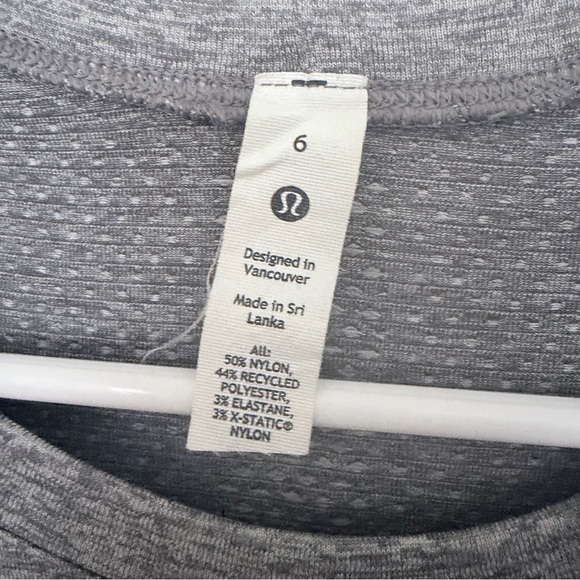 6
Designed in
Vancouver
Made in Sri
Lanka
All:
50% NYLON,
44% RECYCLED
POLYESTER,
3% ELASTANE,
3% X-STATIC®
NYLON